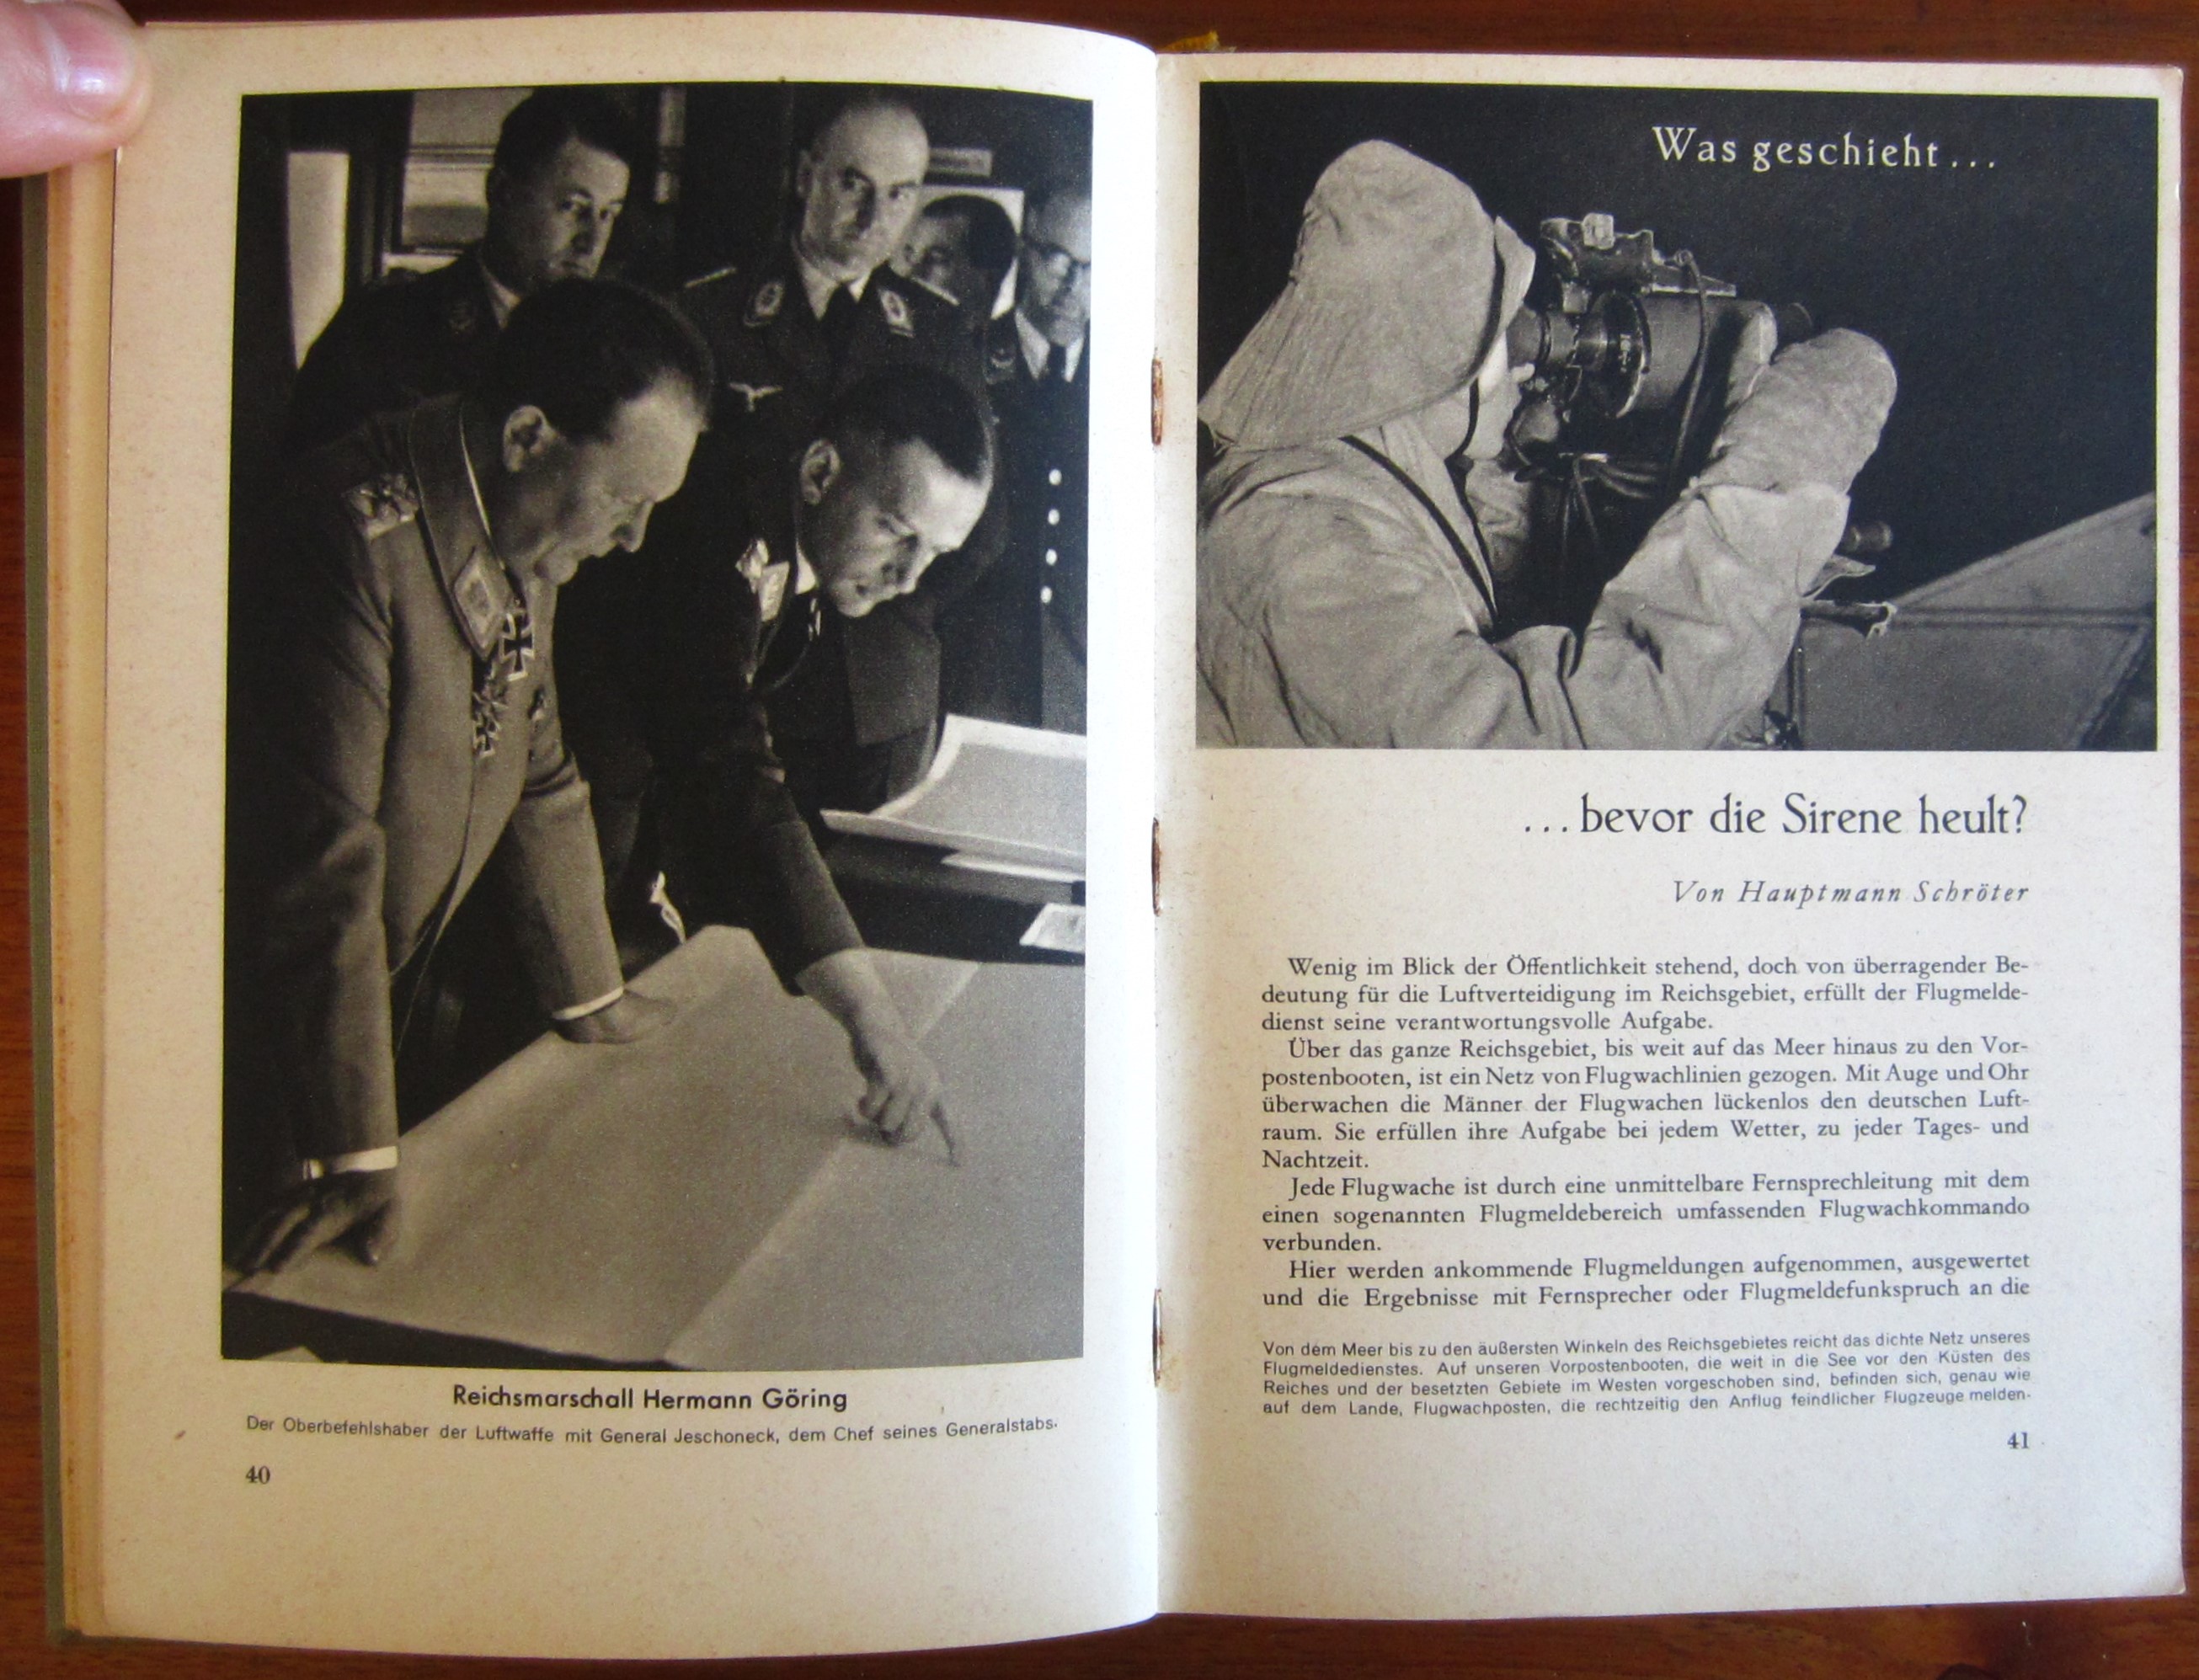 Reichsmarschall Hermann Göring
Der Oberbefehlshaber der Luftwaffe mit General Jeschoneck, dem Chef seines Generalstabs.
40
Was geschieht...
...bevor die Sirene heult?
Von Hauptmann Schröter
Wenig im Blick der Öffentlichkeit stehend, doch von überragender Be-
deutung für die Luftverteidigung im Reichsgebiet, erfüllt der Flugmelde-
dienst seine verantwortungsvolle Aufgabe.
Über das ganze Reichsgebiet, bis weit auf das Meer hinaus zu den Vor-
postenbooten, ist ein Netz von Flugwachlinien gezogen. Mit Auge und Ohr
überwachen die Männer der Flugwachen lückenlos den deutschen Luft-
raum. Sie erfüllen ihre Aufgabe bei jedem Wetter, zu jeder Tages- und
Nachtzeit.
Jede Flugwache ist durch eine unmittelbare Fernsprechleitung mit dem
einen sogenannten Flugmeldebereich umfassenden Flugwachkommando
verbunden.
Hier werden ankommende Flugmeldungen aufgenommen, ausgewertet
und die Ergebnisse mit Fernsprecher oder Flugmeldefunkspruch an die
Von dem Meer bis zu den äußersten Winkeln des Reichsgebietes reicht das dichte Netz unseres
Flugmeldedienstes. Auf unseren Vorpostenbooten, die weit in die See vor den Küsten des
Reiches und der besetzten Gebiete im Westen vorgeschoben sind, befinden sich, genau wie
auf dem Lande, Flugwachposten, die rechtzeitig den Anflug feindlicher Flugzeuge melden.
41